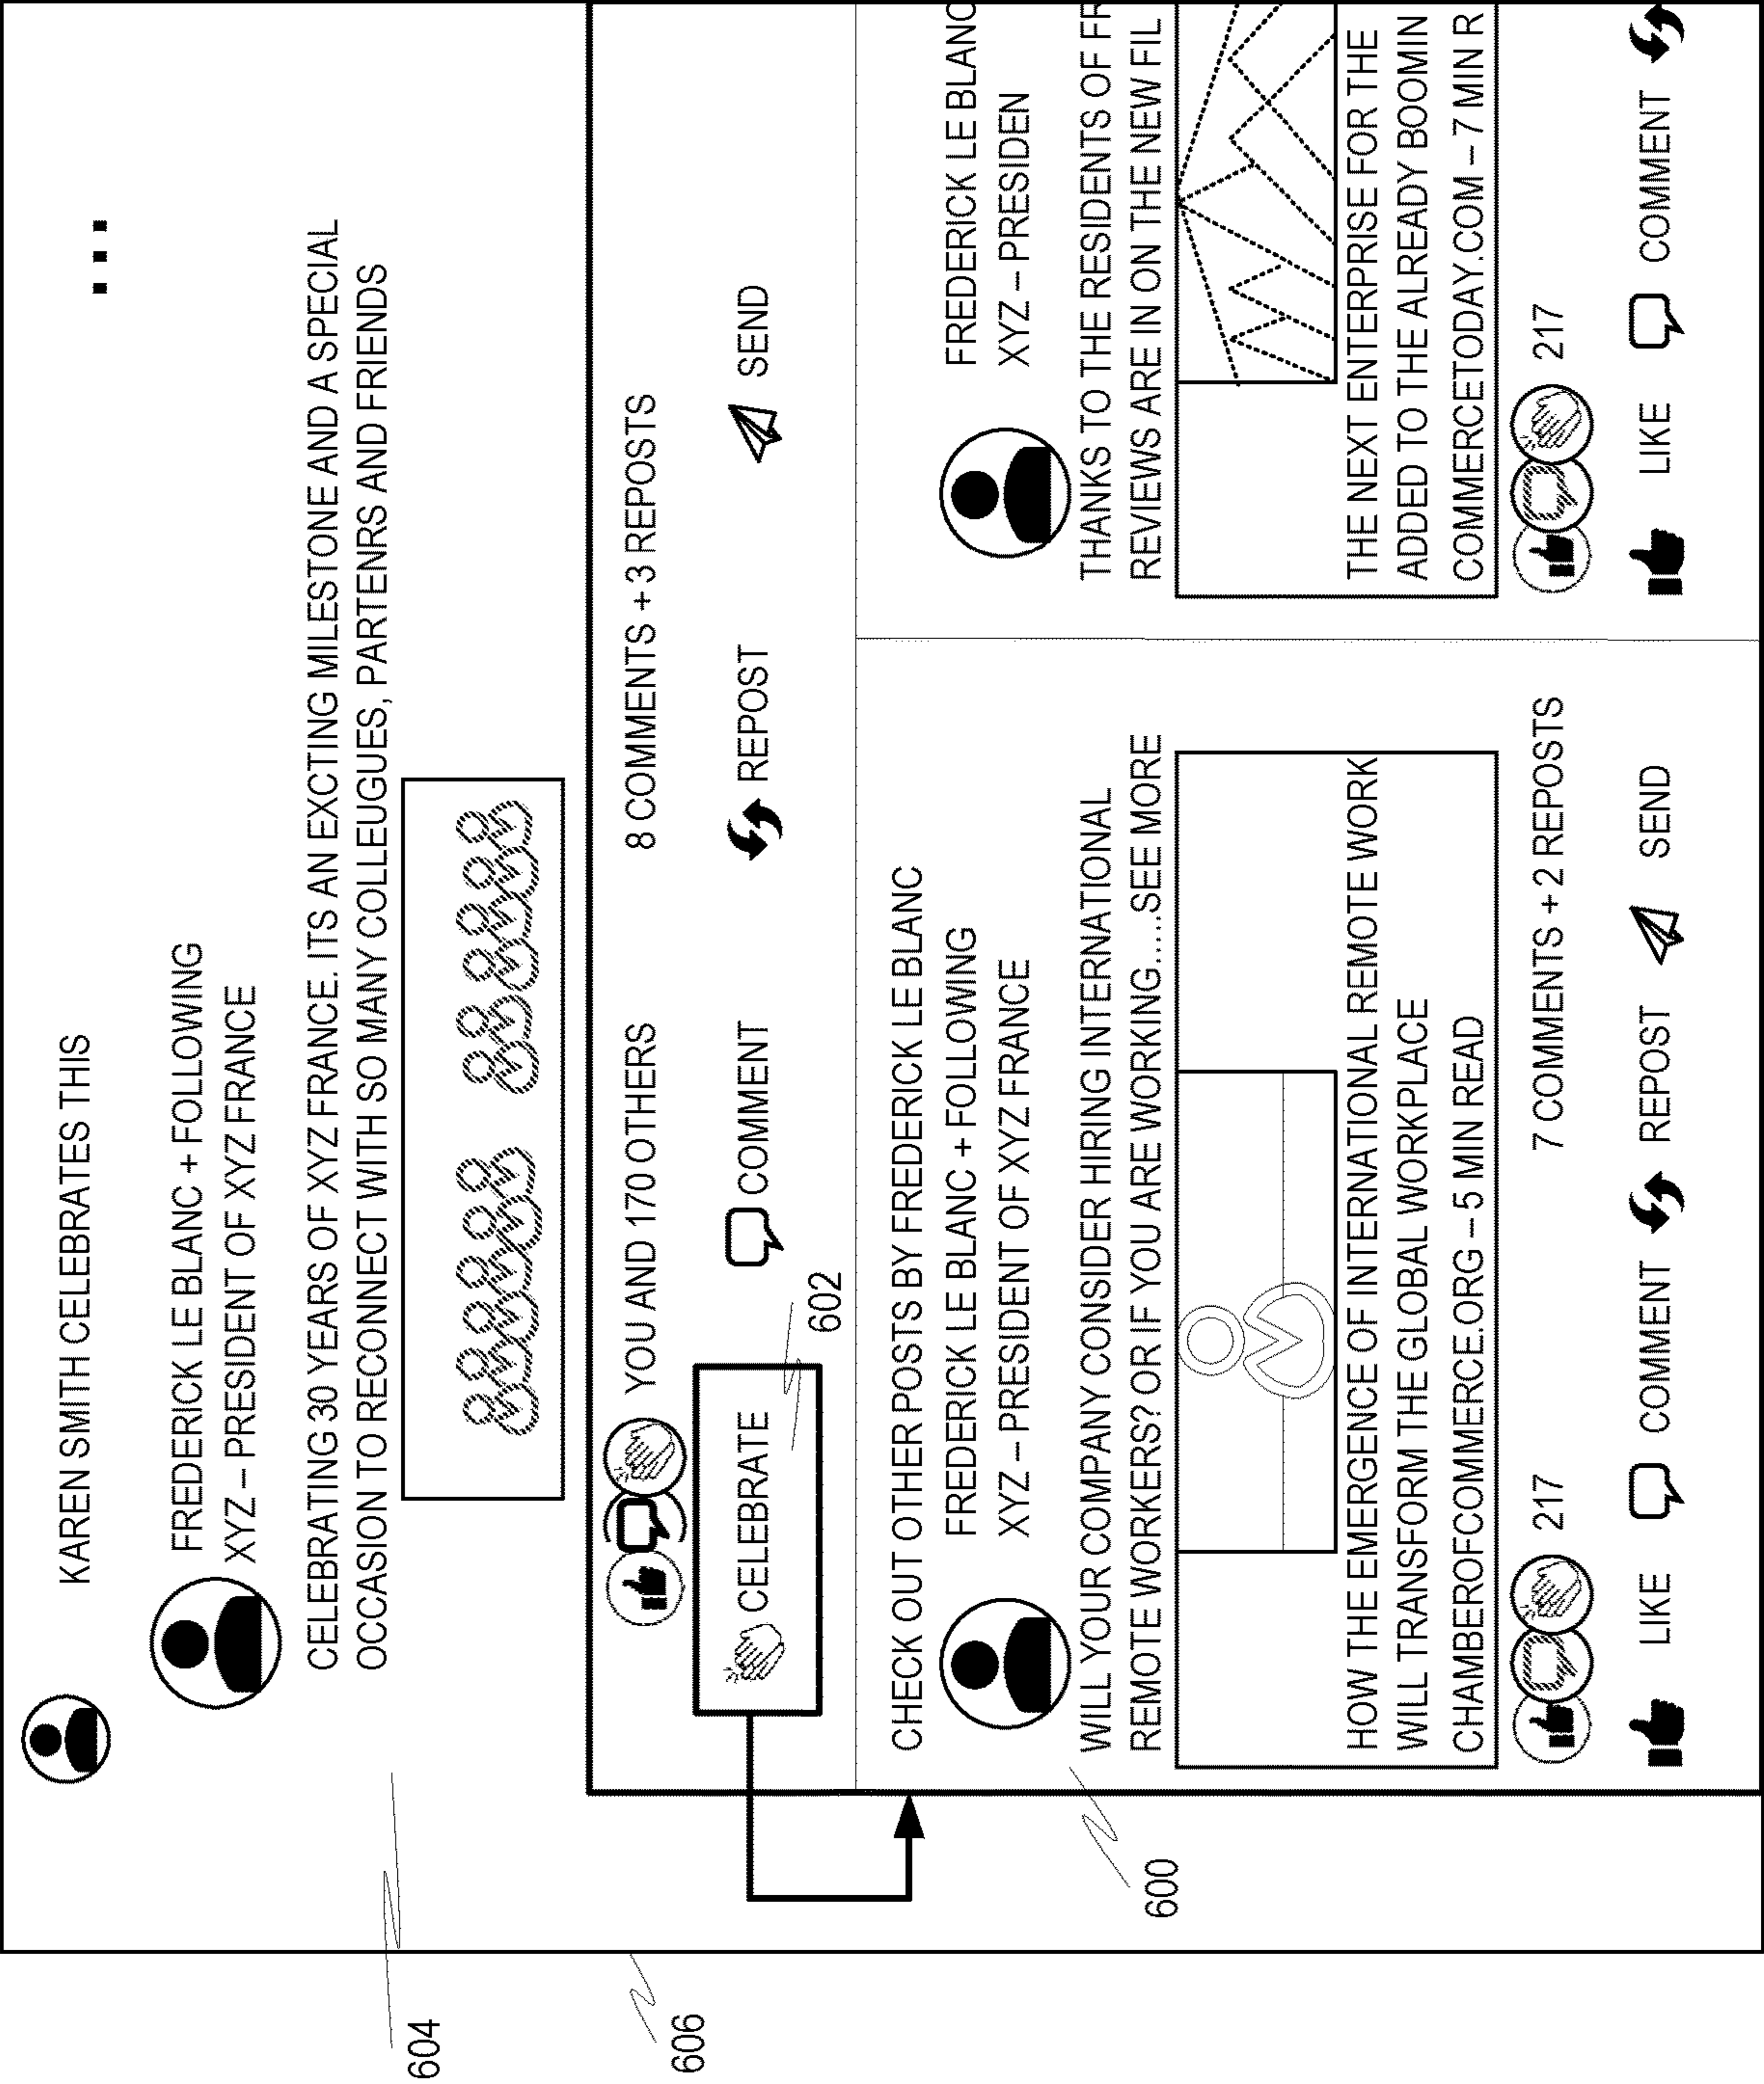 KAREN SMITH CELEBRATES THIS
FREDERICK LE BLANC + FOLLOWING
XYZ – PRESIDENT OF XYZ FRANCE
CELEBRATING 30 YEARS OF XYZ FRANCE. ITS AN EXCTING MILESTONE AND A SPECIAL
OCCASION TO RECONNECT WITH SO MANY COLLEUGUES, PARTENRS AND FRIENDS
604
606
YOU AND 170 OTHERS 8 COMMENTS + 3 REPOSTS
CELEBRATE COMMENT REPOST SEND
602
CHECK OUT OTHER POSTS BY FREDERICK LE BLANC
FREDERICK LE BLANC + FOLLOWING
XYZ – PRESIDENT OF XYZ FRANCE
WILL YOUR COMPANY CONSIDER HIRING INTERNATIONAL
REMOTE WORKERS? OR IF YOU ARE WORKING....SEE MORE
600
HOW THE EMERGENCE OF INTERNATIONAL REMOTE WORK
WILL TRANSFORM THE GLOBAL WORKPLACE
CHAMBEROFCOMMERCE.ORG – 5 MIN READ
217 7 COMMENTS + 2 REPOSTS
LIKE COMMENT REPOST SEND
FREDERICK LE BLANC
XYZ – PRESIDEN
THANKS TO THE RESIDENTS OF FR
REVIEWS ARE IN ON THE NEW FIL
THE NEXT ENTERPRISE FOR THE
ADDED TO THE ALREADY BOOMIN
COMMERCETODAY.COM – 7 MIN R
217
LIKE COMMENT